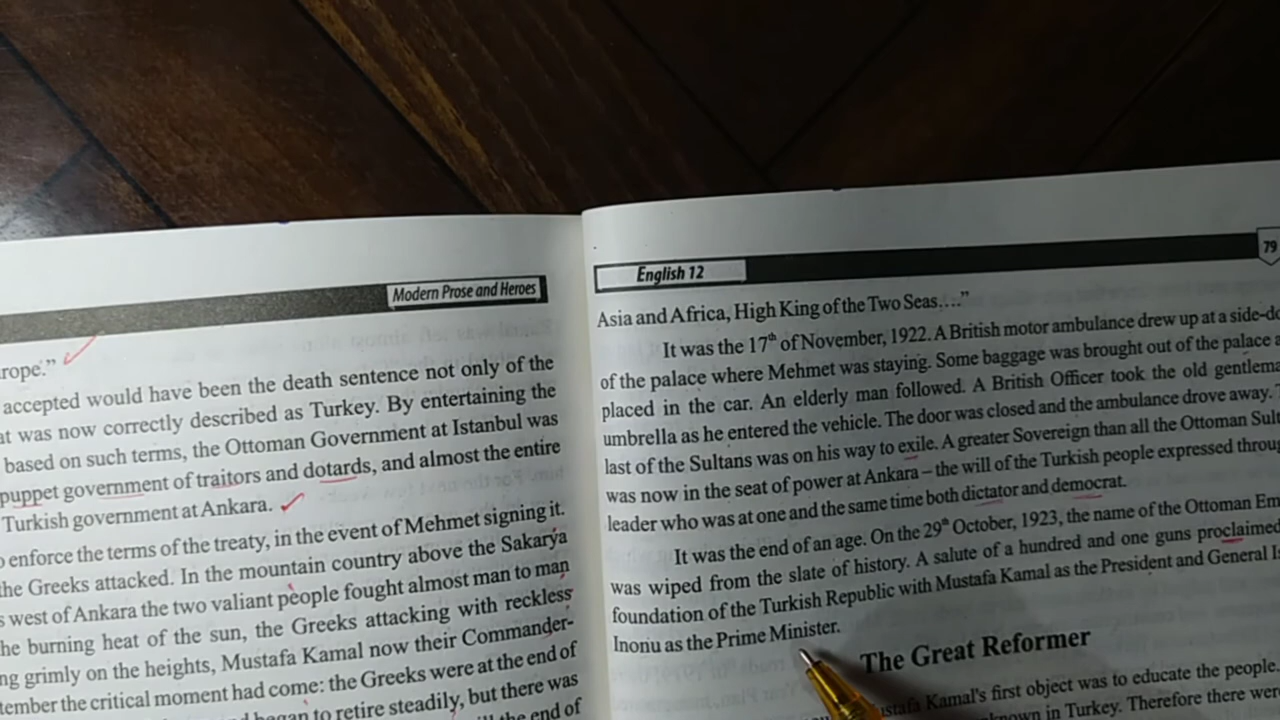 Modern Prose and Heroes
rope."
accepted would have been the death sentence not only of the
at was now correctly described as Turkey. By entertaining the
based on such terms, the Ottoman Government at Istanbul was
puppet government of traitors and dotards, and almost the entire
Turkish government at Ankara.
o enforce the terms of the treaty, in the event of Mehmet signing it.
the Greeks attacked. In the mountain country above the Sakarya
s west of Ankara the two valiant people fought almost man to man
he burning heat of the sun, the Greeks attacking with reckless
ng grimly on the heights, Mustafa Kamal now their Commander-
tember the critical moment had come: the Greeks were at the end of
began to retire steadily, but there was
the end of
English 12
79
Asia and Africa, High King of the Two Seas...."
It was the 17th of November, 1922. A British motor ambulance drew up at a side-do
of the palace where Mehmet was staying. Some baggage was brought out of the palace a
placed in the car. An elderly man followed. A British Officer took the old gentlema
umbrella as he entered the vehicle. The door was closed and the ambulance drove away.
last of the Sultans was on his way to exile. A greater Sovereign than all the Ottoman Sul
was now in the seat of power at Ankara – the will of the Turkish people expressed throu
leader who was at one and the same time both dictator and democrat.
It was the end of an age. On the 29th October, 1923, the name of the Ottoman Em
was wiped from the slate of history. A salute of a hundred and one guns proclaimed
foundation of the Turkish Republic with Mustafa Kamal as the President and General I
Inonu as the Prime Minister.
The Great Reformer
ustafa Kamal's first object was to educate the people.
known in Turkey. Therefore there were